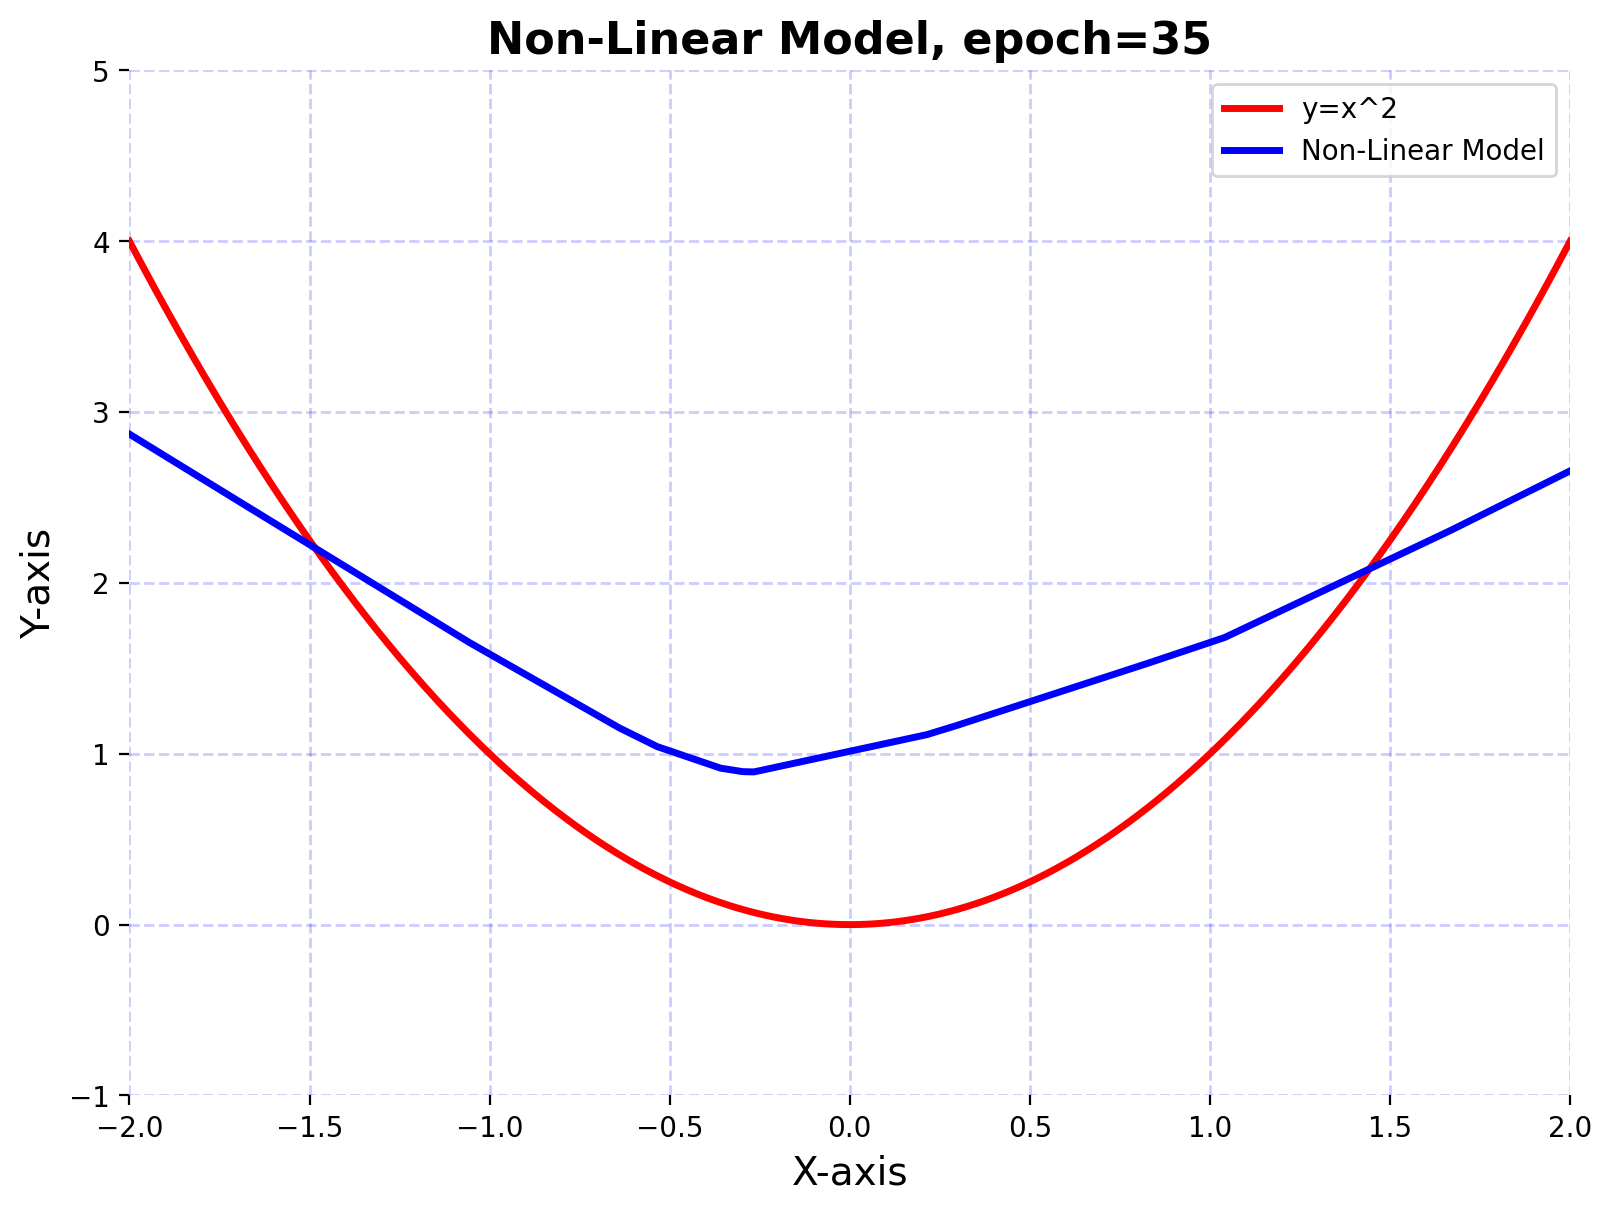 Non-Linear Model, epoch=35
5
4
3
2
1
0
−1
Y-axis
y=x^2
Non-Linear Model
−2.0 −1.5 −1.0 −0.5 0.0 0.5 1.0 1.5 2.0
X-axis